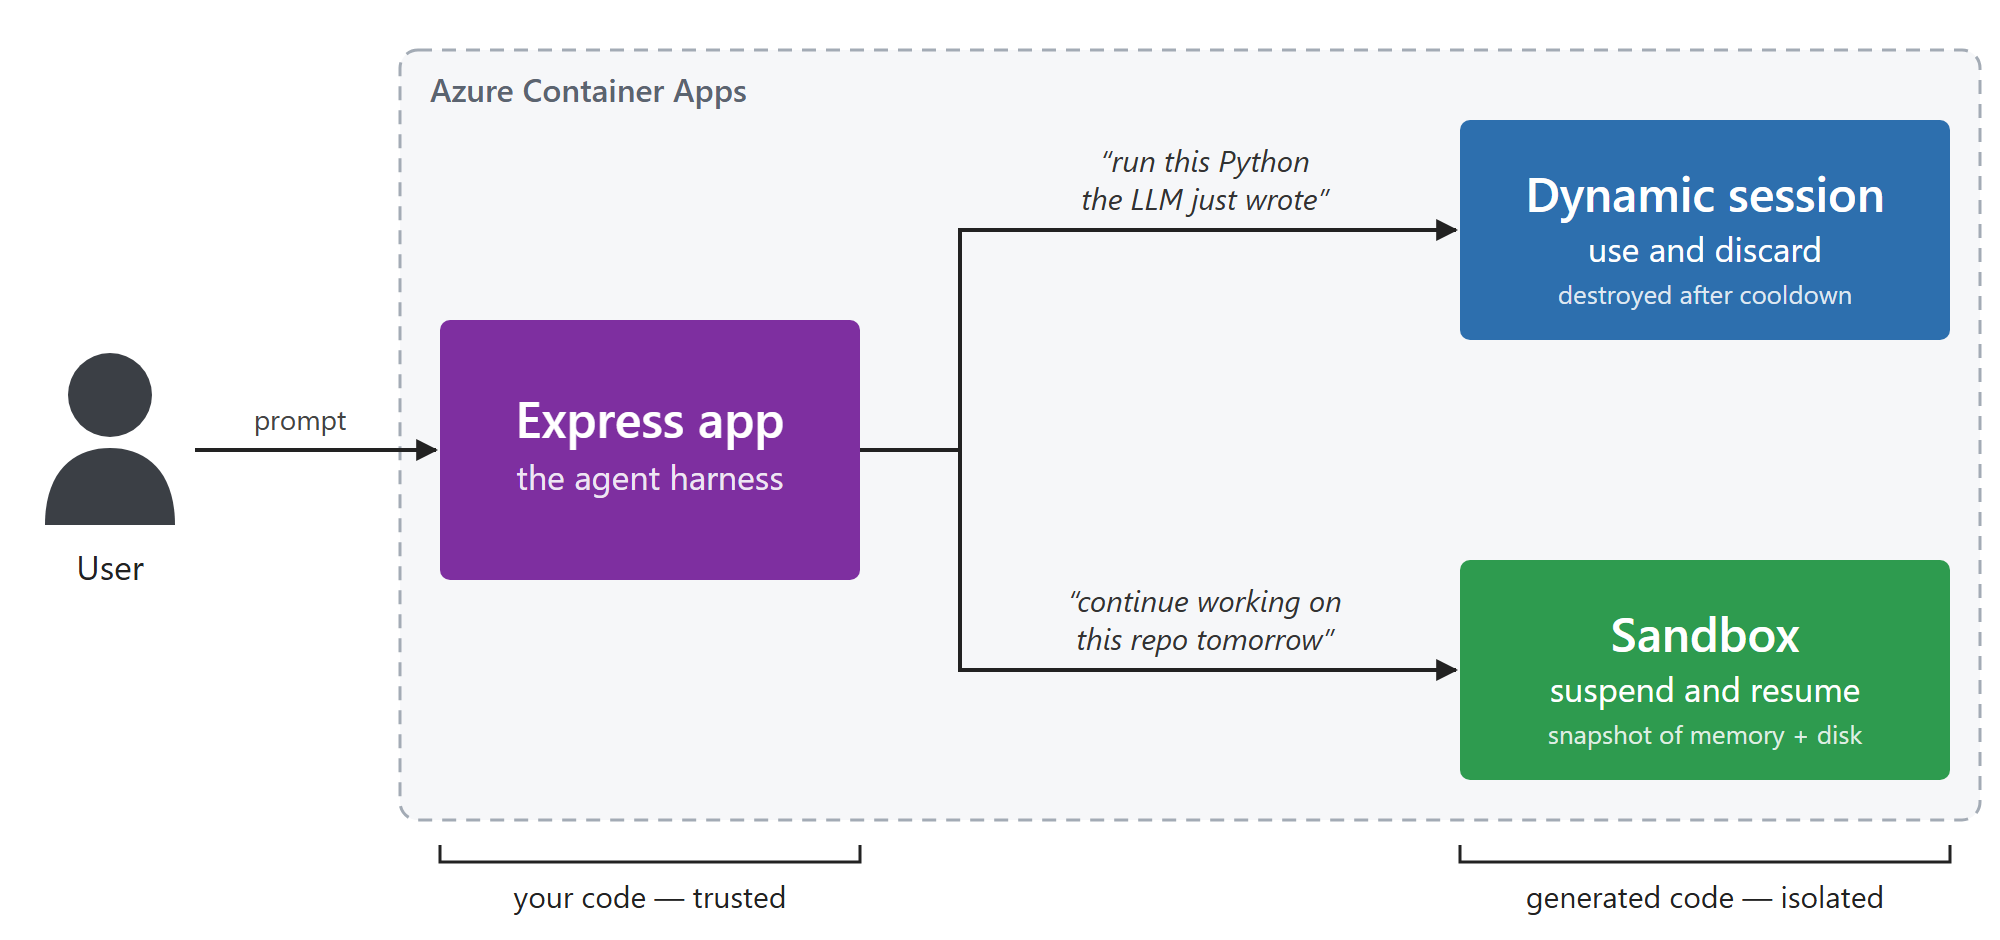 Azure Container Apps
“run this Python
the LLM just wrote”
Dynamic session
use and discard
destroyed after cooldown
prompt
Express app
the agent harness
User
“continue working on
this repo tomorrow”
Sandbox
suspend and resume
snapshot of memory + disk
your code — trusted
generated code — isolated